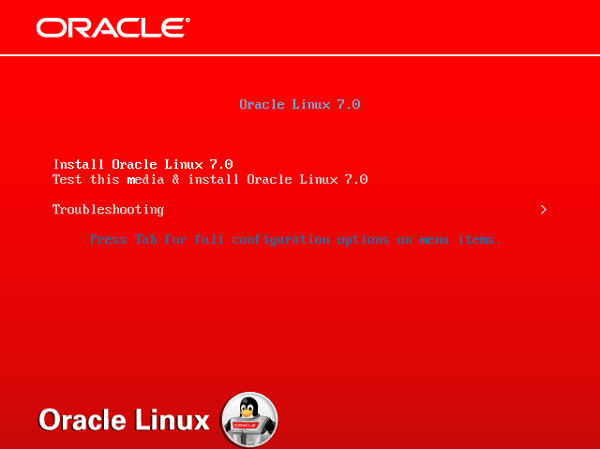 ORACLE®
Oracle Linux 7.0
Install Oracle Linux 7.0
Test this media & install Oracle Linux 7.0
Troubleshooting >
Press Tab for full configuration options on menu items.
Oracle Linux
ORACLE